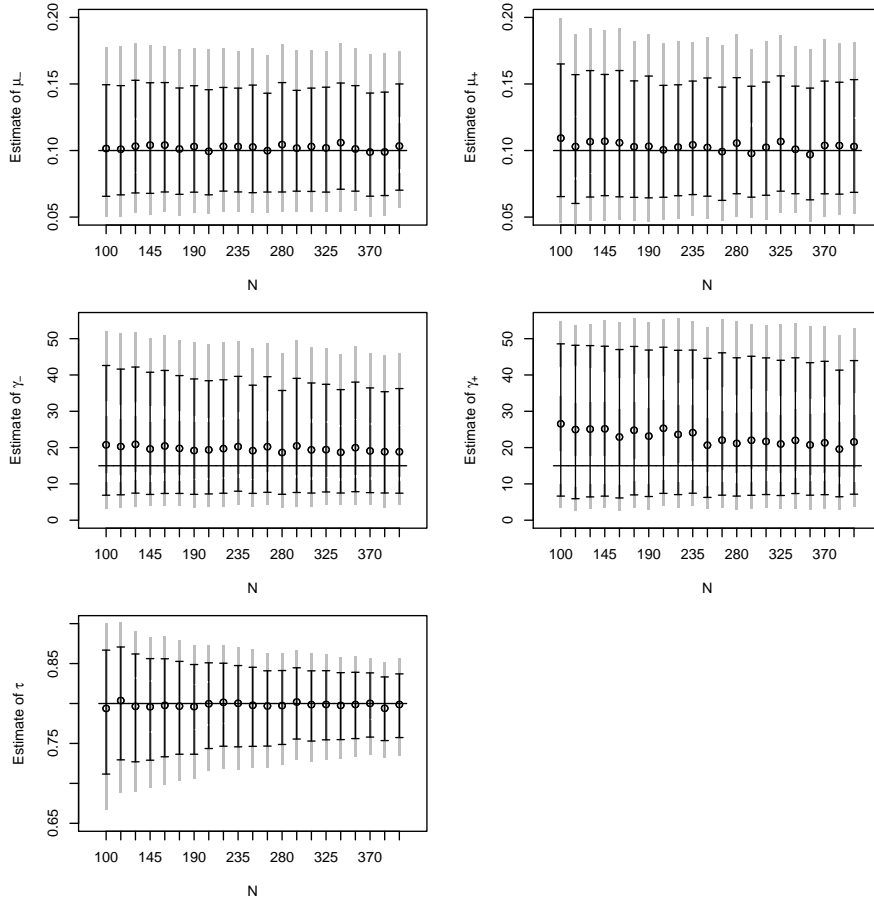 Estimate of μ₋
0.05 0.10 0.15 0.20
100 145 190 235 280 325 370
N
Estimate of μ₊
0.05 0.10 0.15 0.20
100 145 190 235 280 325 370
N
Estimate of γ₋
0 10 20 30 40 50
100 145 190 235 280 325 370
N
Estimate of γ₊
0 10 20 30 40 50
100 145 190 235 280 325 370
N
Estimate of τ
0.65 0.75 0.85
100 145 190 235 280 325 370
N